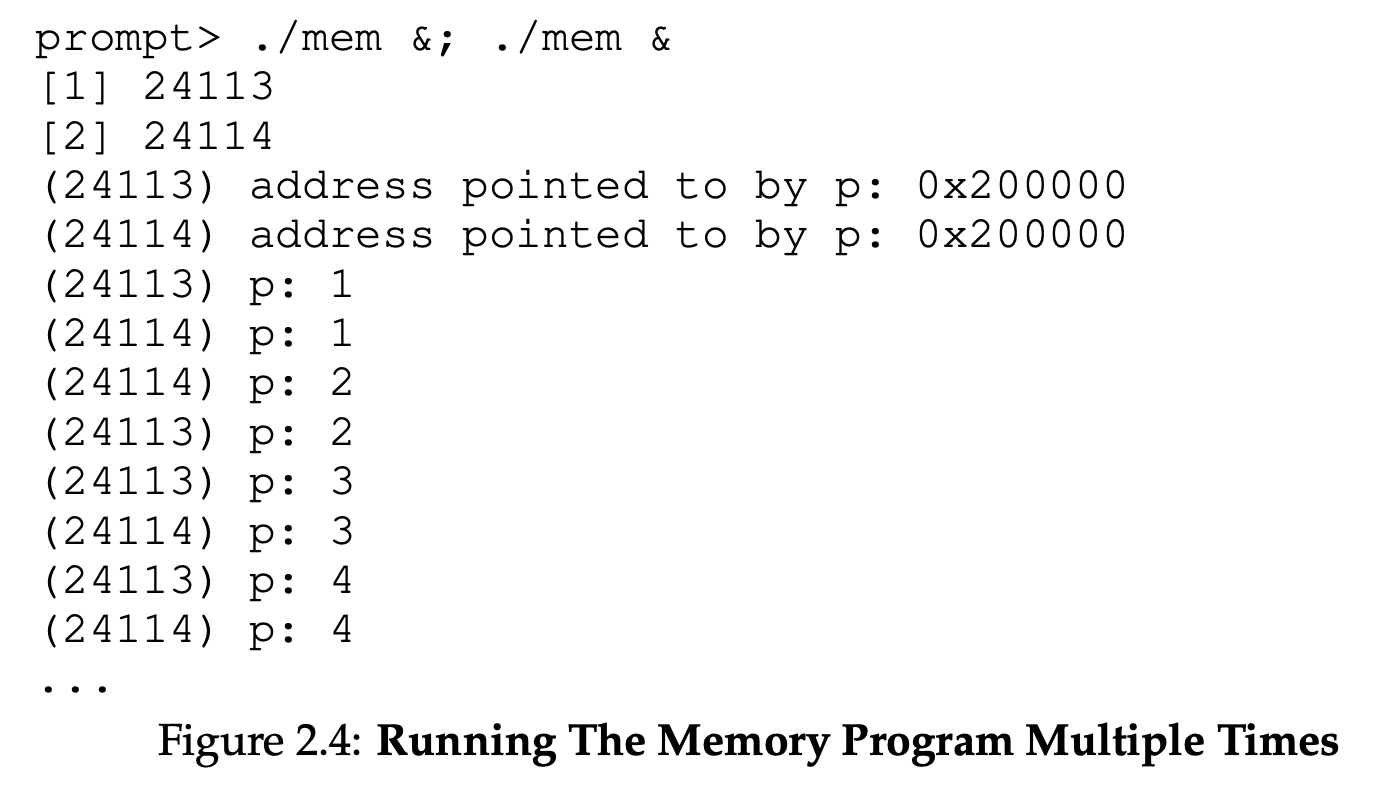 prompt> ./mem &; ./mem &
[1] 24113
[2] 24114
(24113) address pointed to by p: 0x200000
(24114) address pointed to by p: 0x200000
(24113) p: 1
(24114) p: 1
(24114) p: 2
(24113) p: 2
(24113) p: 3
(24114) p: 3
(24113) p: 4
(24114) p: 4
...
Figure 2.4: Running The Memory Program Multiple Times